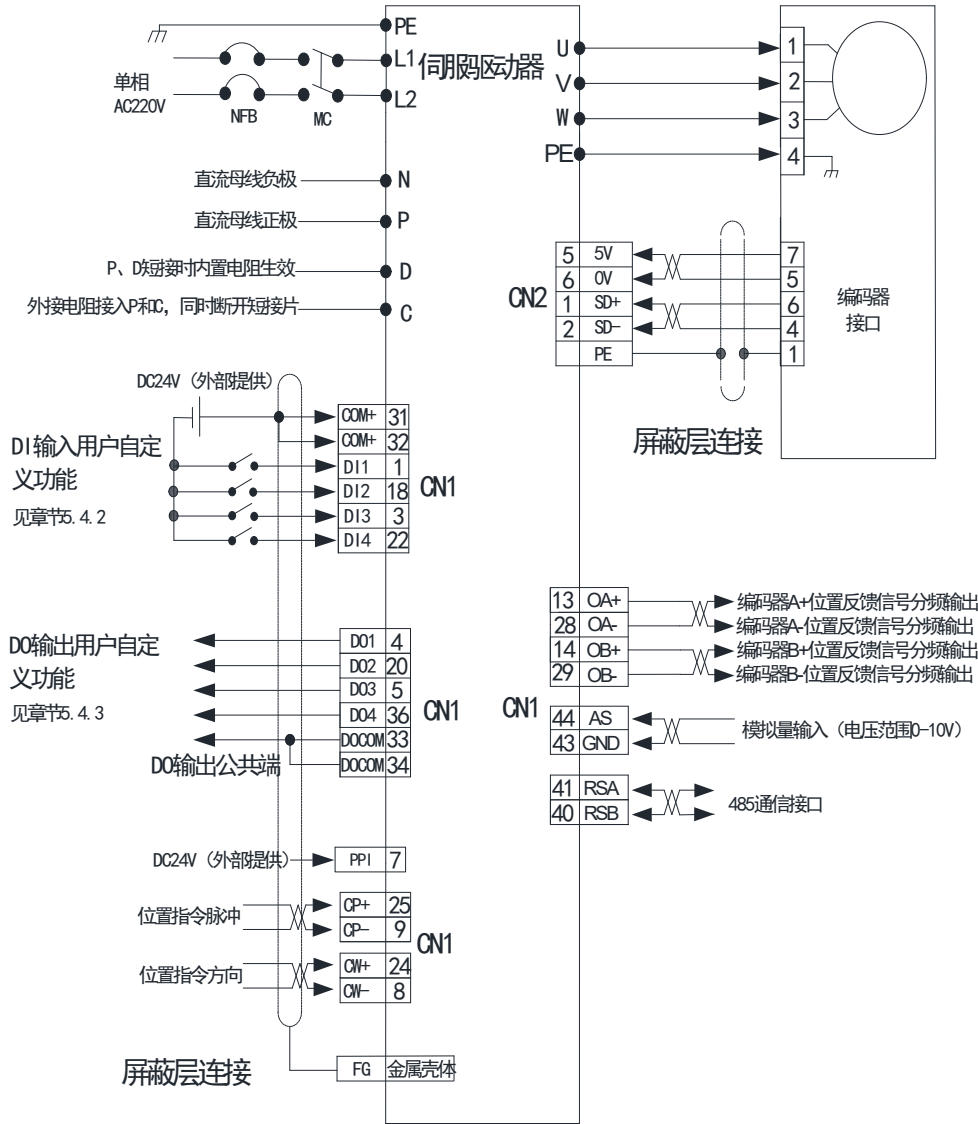 PE
L1
伺服驱动器
L2
单相
AC220V
NFB
MC
U
V
W
PE
1
2
3
4
直流母线负极
N
直流母线正极
P
P、D短接时内置电阻生效
D
外接电阻接入P和C，同时断开短接片
C
CN2
5 5V 7
6 0V 5
1 SD+ 6
2 SD- 4
PE 1
编码器
接口
屏蔽层连接
DC24V（外部提供）
DI输入用户自定
义功能
见章节5.4.2
COM+ 31
COM+ 32
DI1 1
DI2 18
DI3 3
DI4 22
CN1
DO输出用户自定
义功能
见章节5.4.3
DO1 4
DO2 20
DO3 5
DO4 36
DOCOM 33
DOCOM 34
CN1
DO输出公共端
13 OA+ 编码器A+位置反馈信号分频输出
28 OA- 编码器A-位置反馈信号分频输出
14 OB+ 编码器B+位置反馈信号分频输出
29 OB- 编码器B-位置反馈信号分频输出
CN1
44 AS
43 GND
模拟量输入（电压范围0-10V）
41 RSA
40 RSB
485通信接口
DC24V（外部提供）
PPI 7
位置指令脉冲
CP+ 25
CP- 9
CN1
位置指令方向
CW+ 24
CW- 8
屏蔽层连接
FG 金属壳体